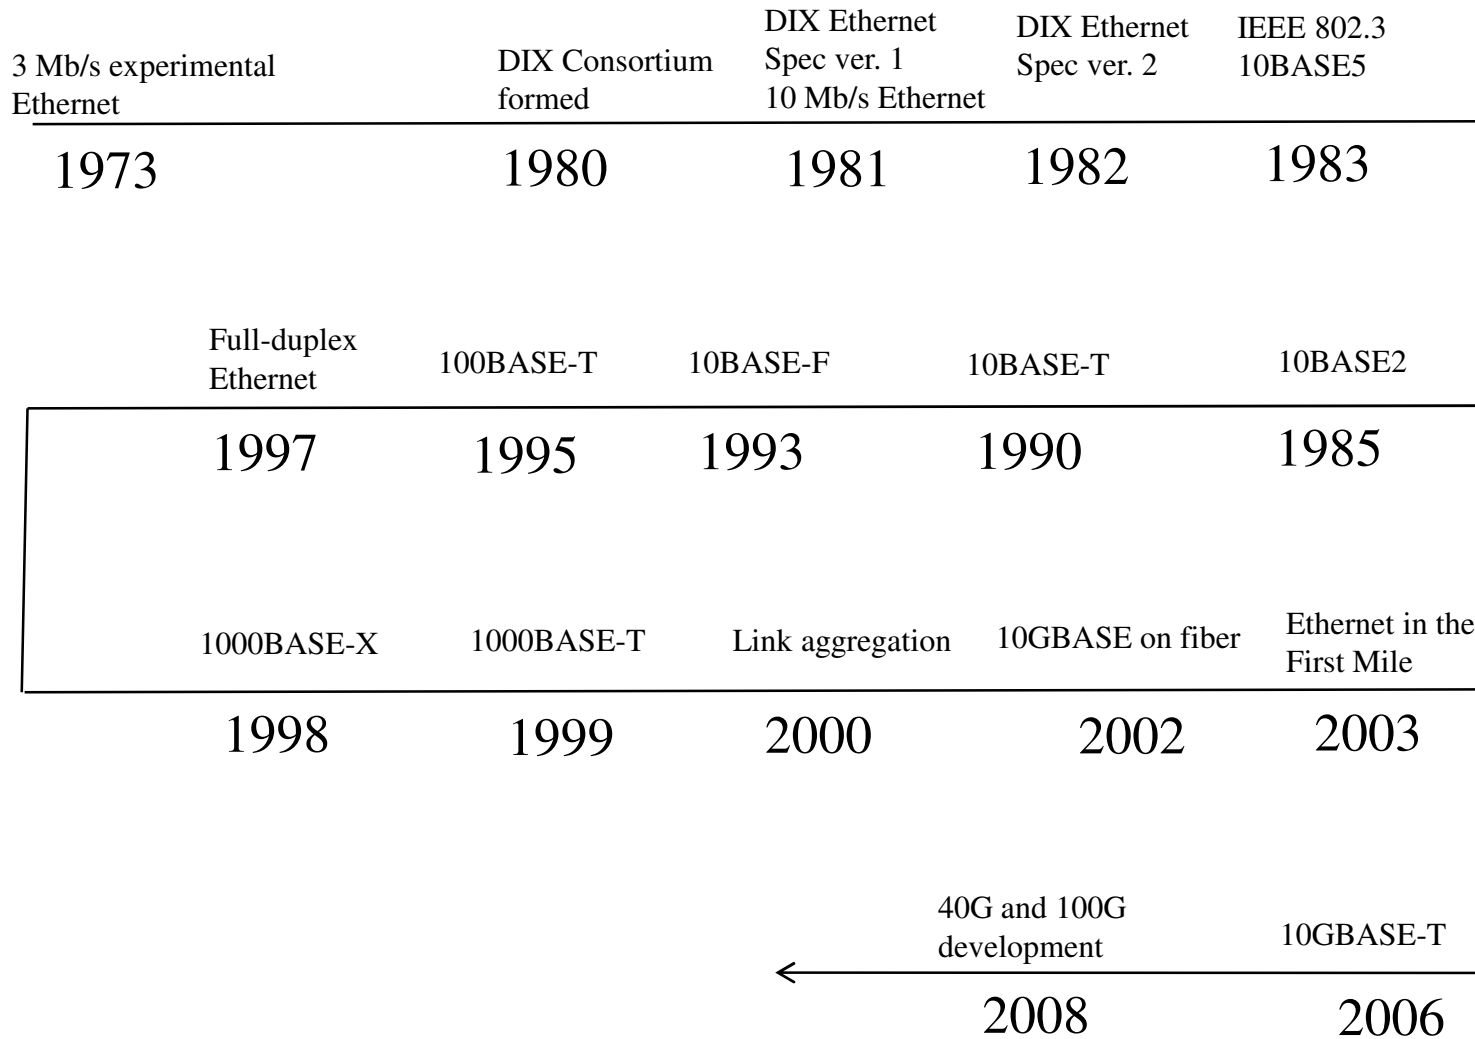 3 Mb/s experimental
Ethernet
1973
DIX Consortium
formed
1980
DIX Ethernet
Spec ver. 1
10 Mb/s Ethernet
1981
DIX Ethernet
Spec ver. 2
1982
IEEE 802.3
10BASE5
1983
Full-duplex
Ethernet
1997
100BASE-T
1995
10BASE-F
1993
10BASE-T
1990
10BASE2
1985
1000BASE-X
1998
1000BASE-T
1999
Link aggregation
2000
10GBASE on fiber
2002
Ethernet in the
First Mile
2003
40G and 100G
development
2008
10GBASE-T
2006